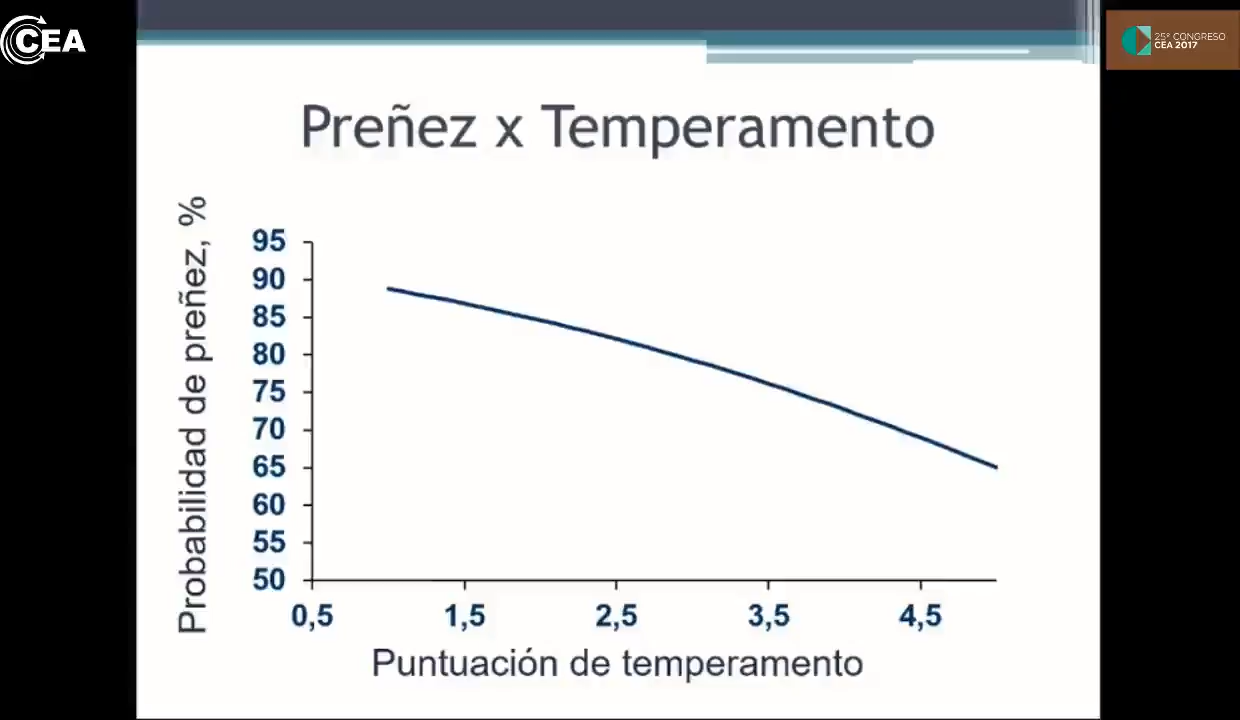 CEA
25º CONGRESO
CEA 2017
Preñez x Temperamento
Probabilidad de preñez, %
95
90
85
80
75
70
65
60
55
50
0,5 1,5 2,5 3,5 4,5
Puntuación de temperamento